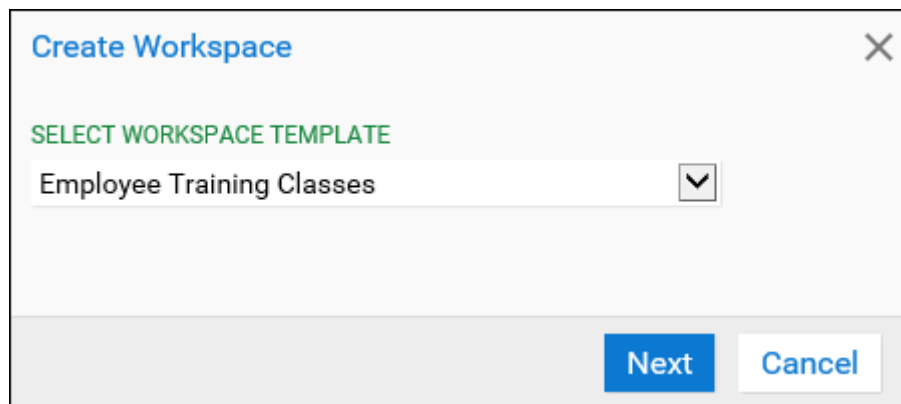 Create Workspace
SELECT WORKSPACE TEMPLATE
Employee Training Classes
Next Cancel